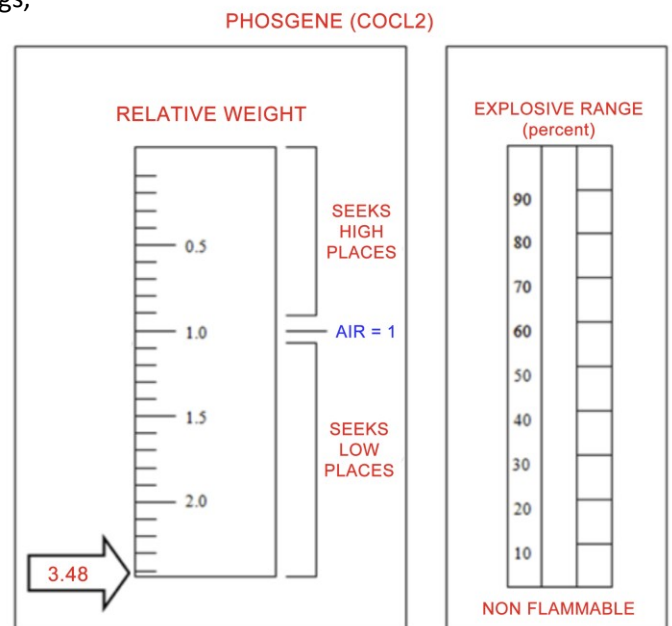 gs,
PHOSGENE (COCL2)
RELATIVE WEIGHT
0.5
1.0
1.5
2.0
SEEKS
HIGH
PLACES
AIR = 1
SEEKS
LOW
PLACES
3.48
EXPLOSIVE RANGE
(percent)
90
80
70
60
50
40
30
20
10
NON FLAMMABLE